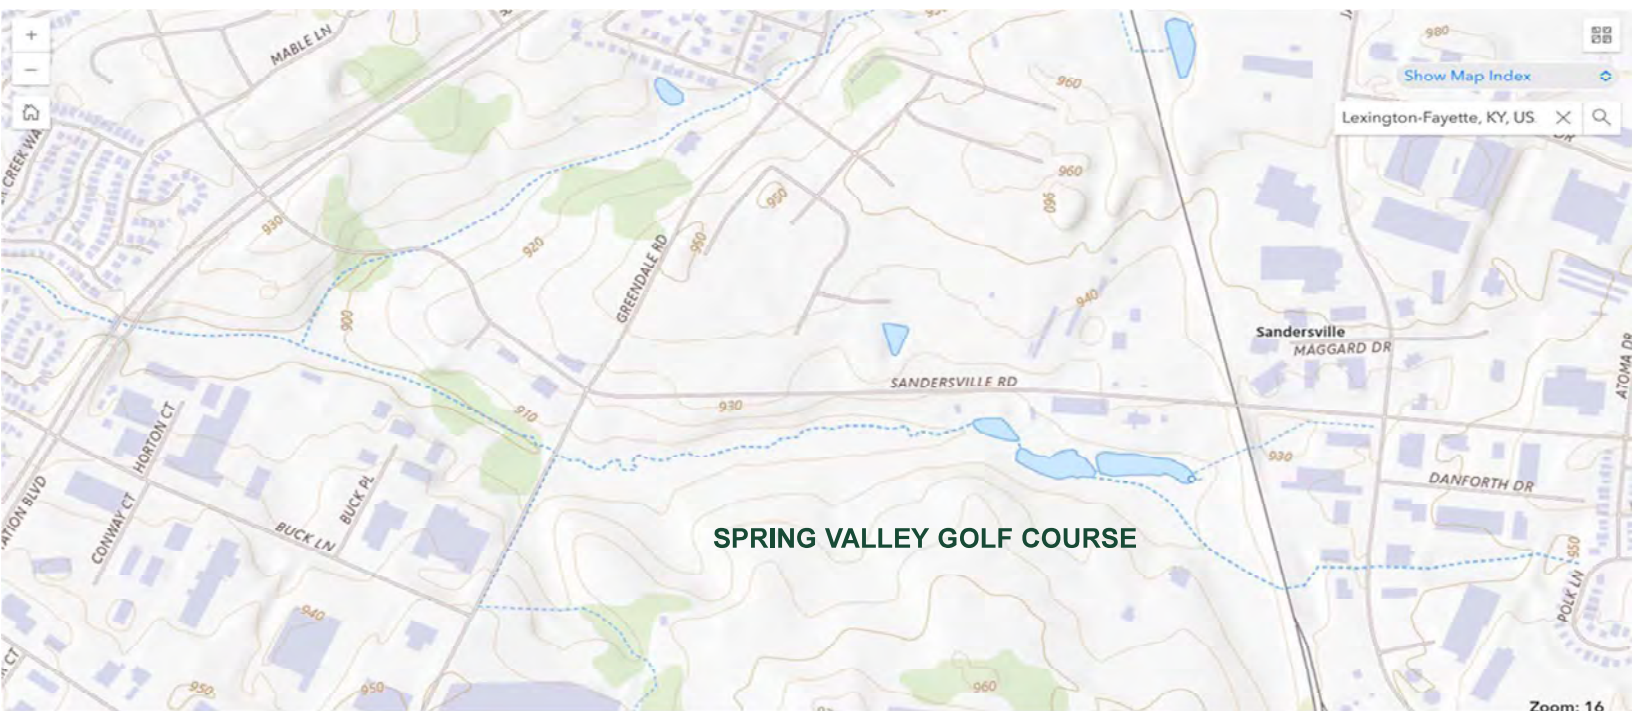 980
MABLE LN
Show Map Index
960
Lexington-Fayette, KY, US
DR
CREEK WA
960
950
960
930
920
950
GREENDALE RD
940
900
Sandersville
MAGGARD DR
ATOMA DR
SANDERSVILLE RD
930
910
HORTON CT
930
DANFORTH DR
BUCK PL
ATION BLVD
CONWAY CT
BUCK LN
SPRING VALLEY GOLF COURSE
950
POLK LN
940
CT
950
950
960
Zoom: 16